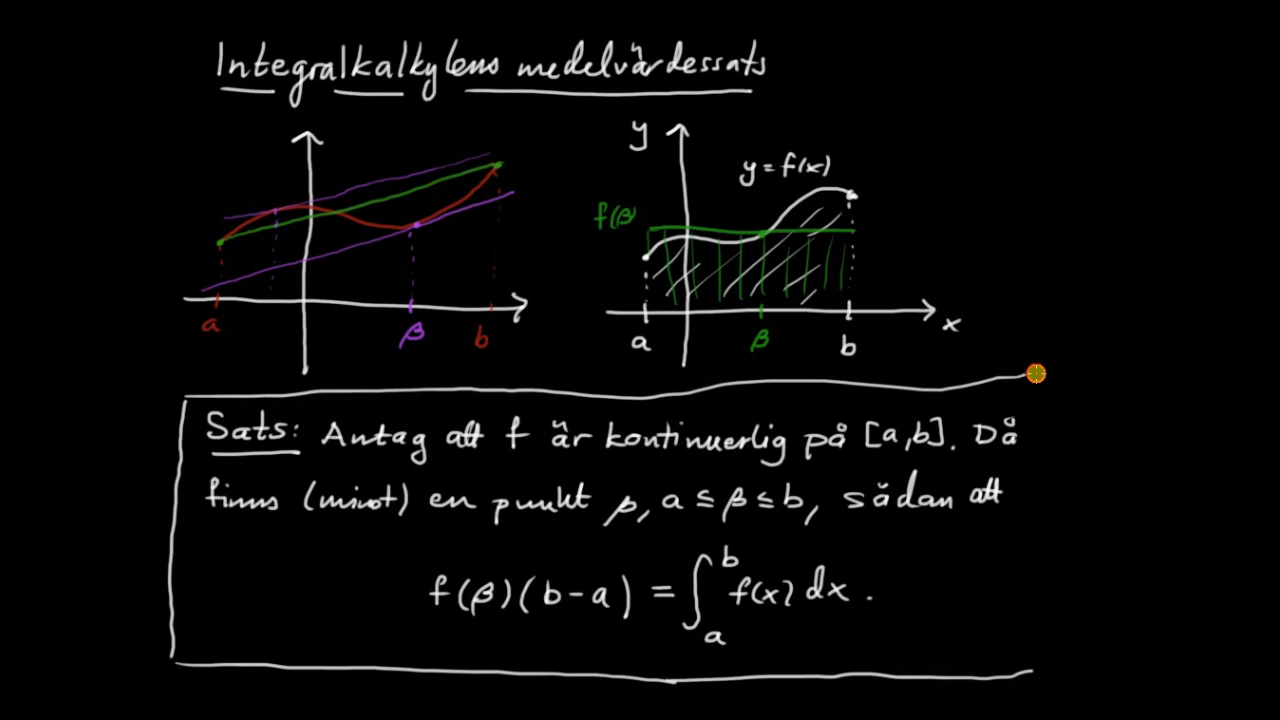 Integralkalkylens medelvärdessats
y
y = f(x)
f(β)
a
β
b
a
β
b
x
Sats: Antag att f är kontinuerlig på [a,b]. Då
finns (minst) en punkt β, a ≤ β ≤ b, sådan att
f(β)(b-a) = ∫_a^b f(x) dx.